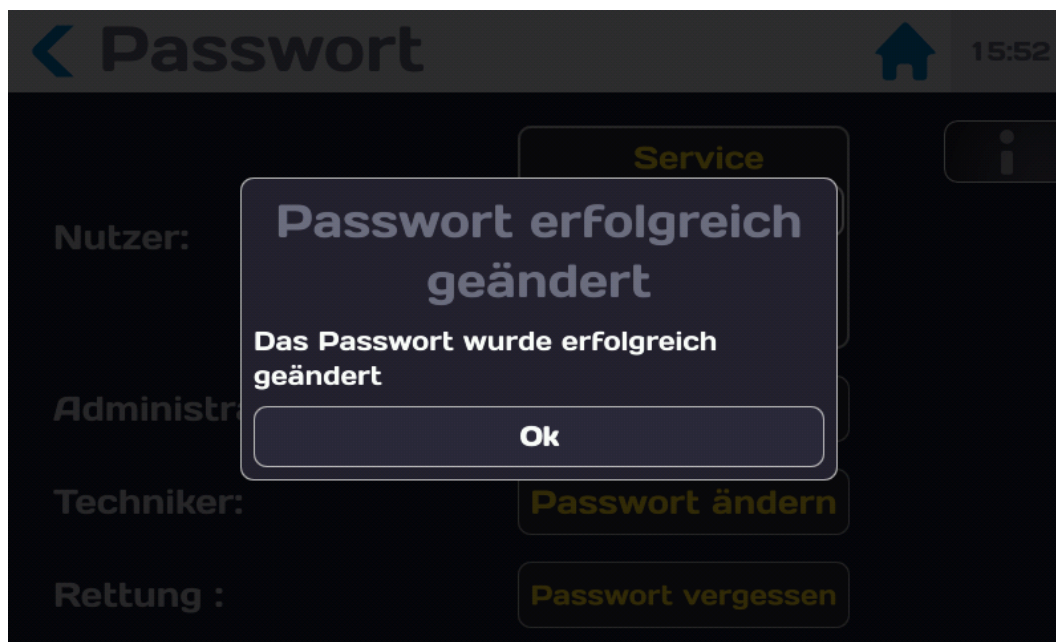 Passwort
15:52
Service
Nutzer:
Passwort erfolgreich
geändert
Das Passwort wurde erfolgreich
geändert
Ok
Techniker:
Passwort ändern
Rettung :
Passwort vergessen